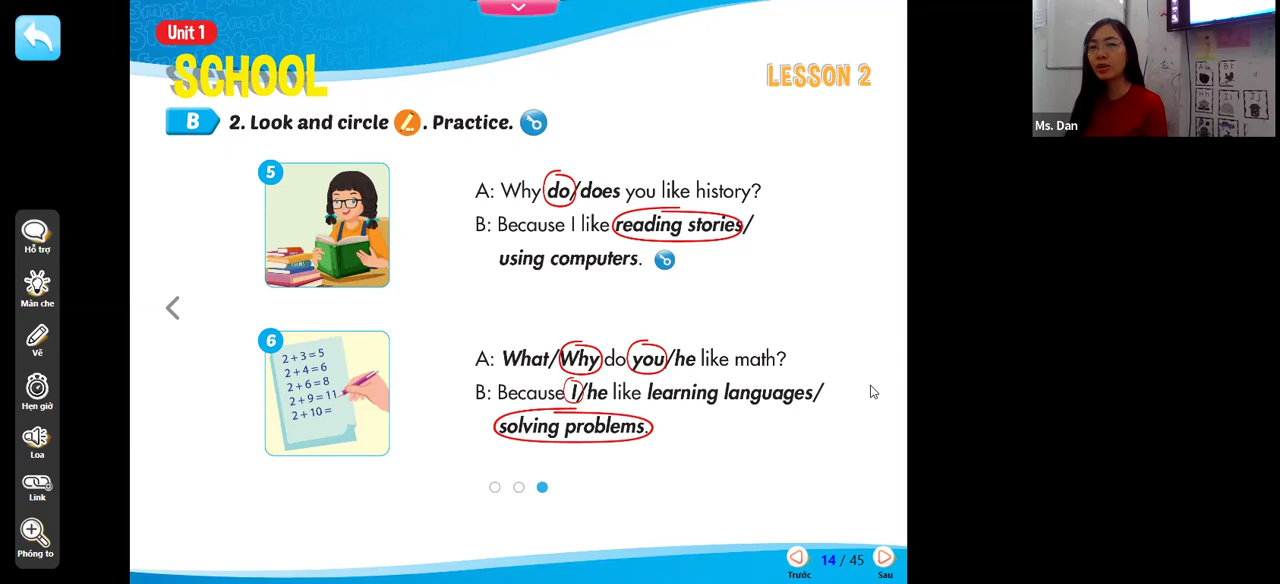 Unit 1
SCHOOL
LESSON 2
B 2. Look and circle . Practice.
5
A: Why do/does you like history?
B: Because I like reading stories/
using computers.
6
2+3=5
2+4=6
2+6=8
2+9=11
2+10=
A: What/Why do you/he like math?
B: Because I/he like learning languages/
solving problems.
Hỗ trợ
Màn che
Vẽ
Hẹn giờ
Loa
Link
Phóng to
Trước
14 / 45
Sau
Ms. Dan